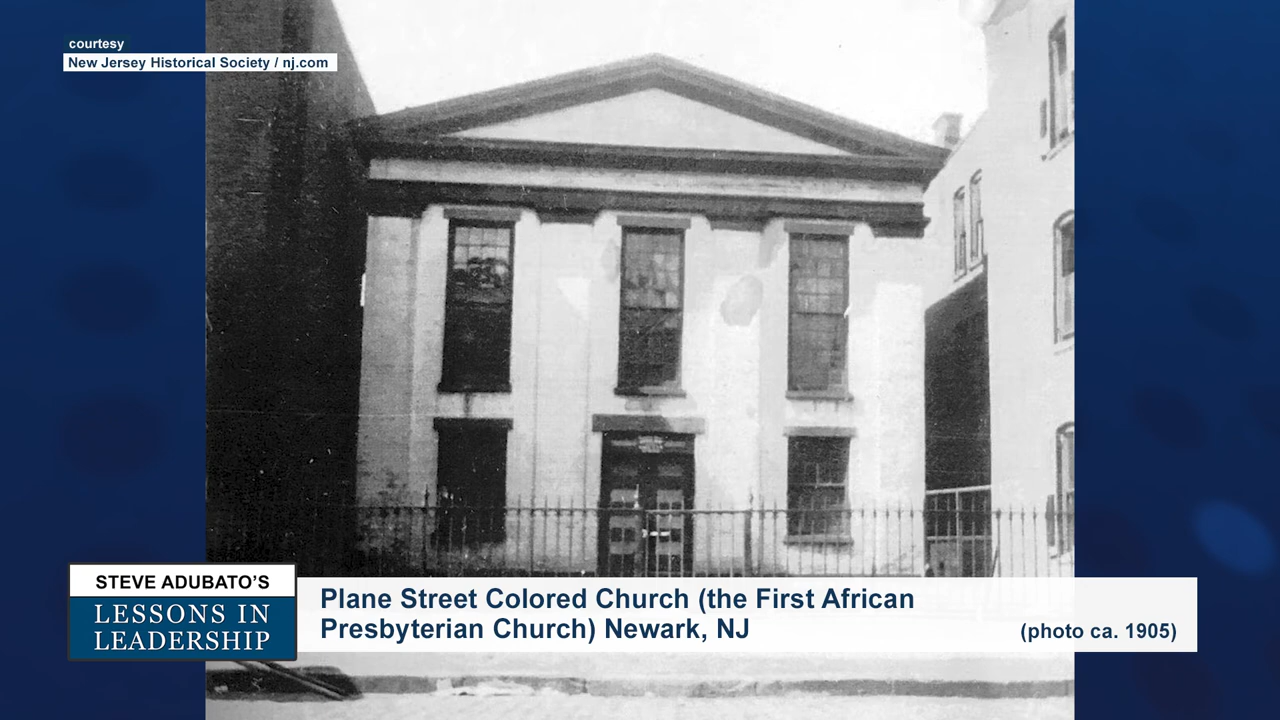 courtesy
New Jersey Historical Society / nj.com
STEVE ADUBATO'S
LESSONS IN
LEADERSHIP
Plane Street Colored Church (the First African
Presbyterian Church) Newark, NJ
(photo ca. 1905)